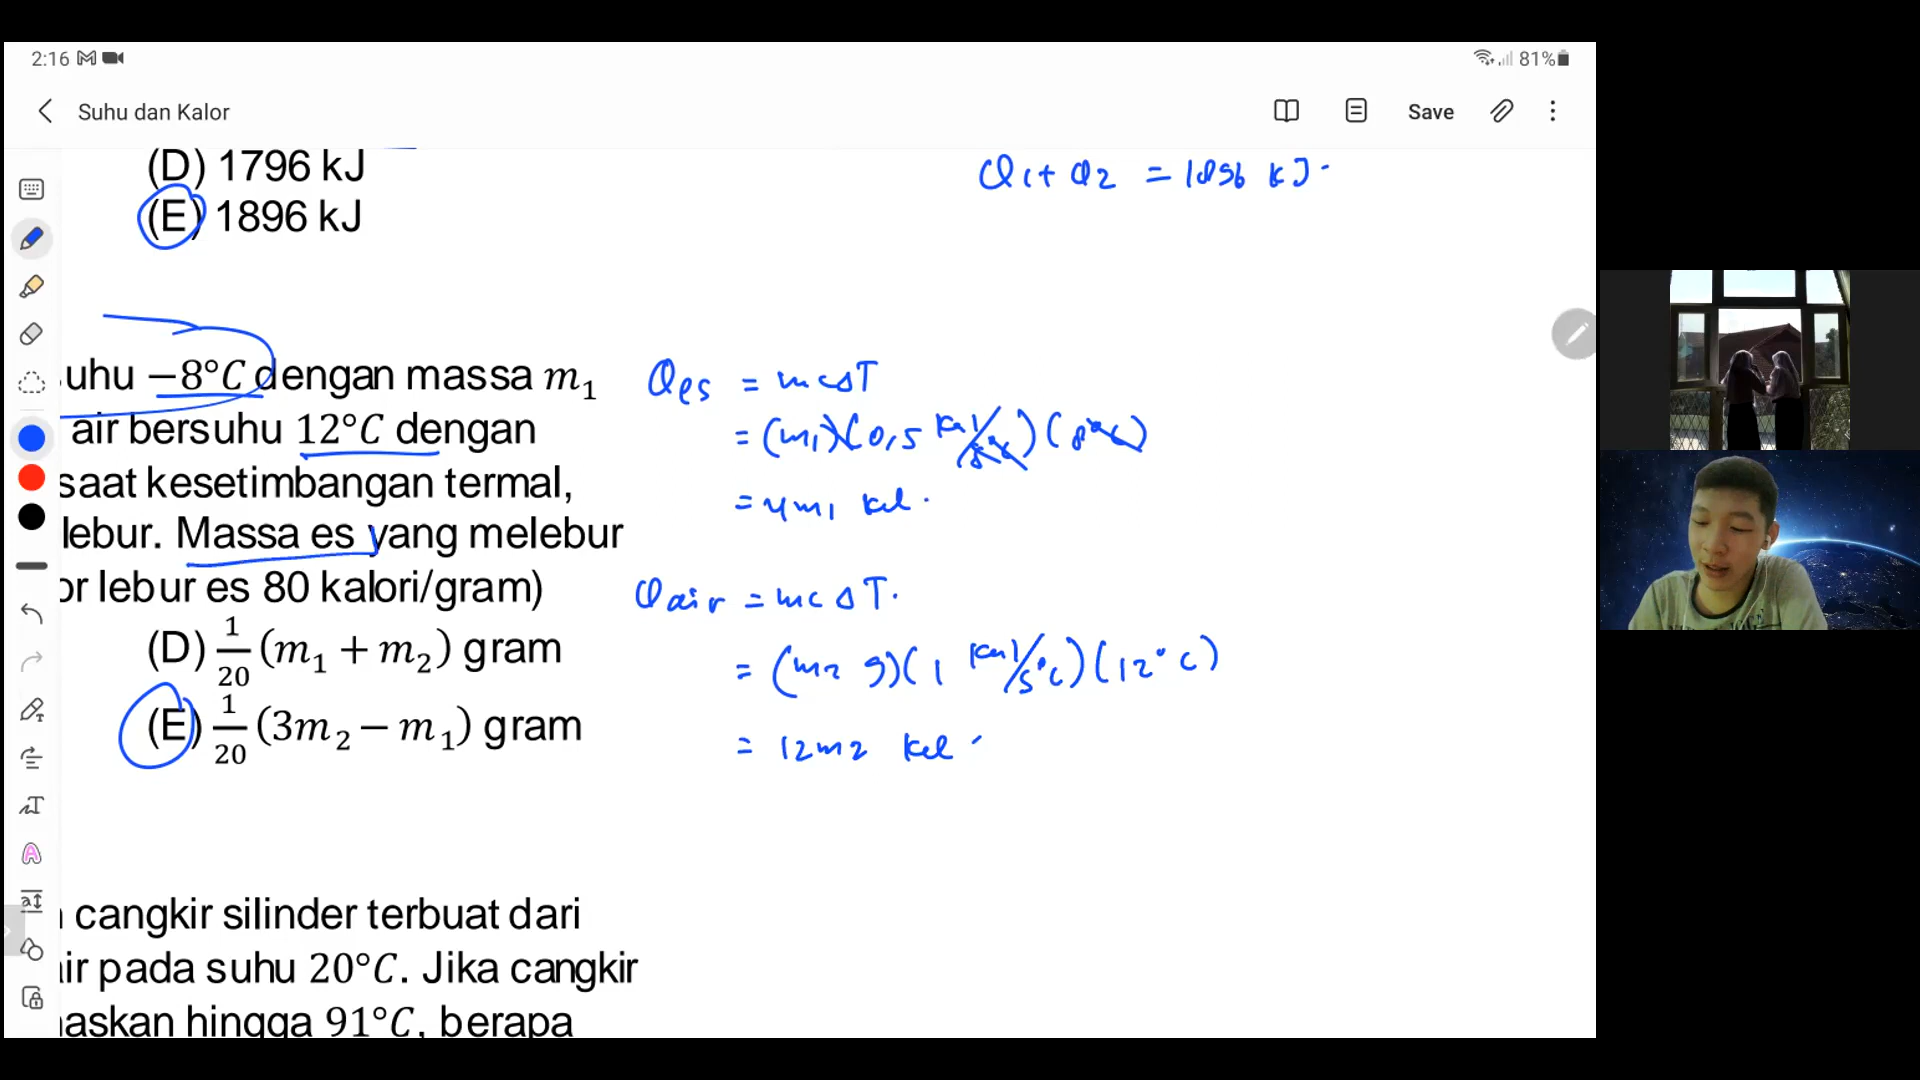 2:16
81%
Suhu dan Kalor
Save
(D) 1796 kJ
(E) 1896 kJ
Q1 + Q2 = 1896 kJ.
uhu −8°C dengan massa m₁
air bersuhu 12°C dengan
saat kesetimbangan termal,
lebur. Massa es yang melebur
or lebur es 80 kalori/gram)
(D) 1/20 (m₁ + m₂) gram
(E) 1/20 (3m₂ − m₁) gram
Qes = mcΔT
= (m₁)(0,5 kal/g°C)(8°C)
= 4m₁ kal.
Qair = mcΔT.
= (m2 g)(1 kal/g°C)(12°C)
= 12m2 kal.
cangkir silinder terbuat dari
ir pada suhu 20°C. Jika cangkir
askan hingga 91°C, berapa